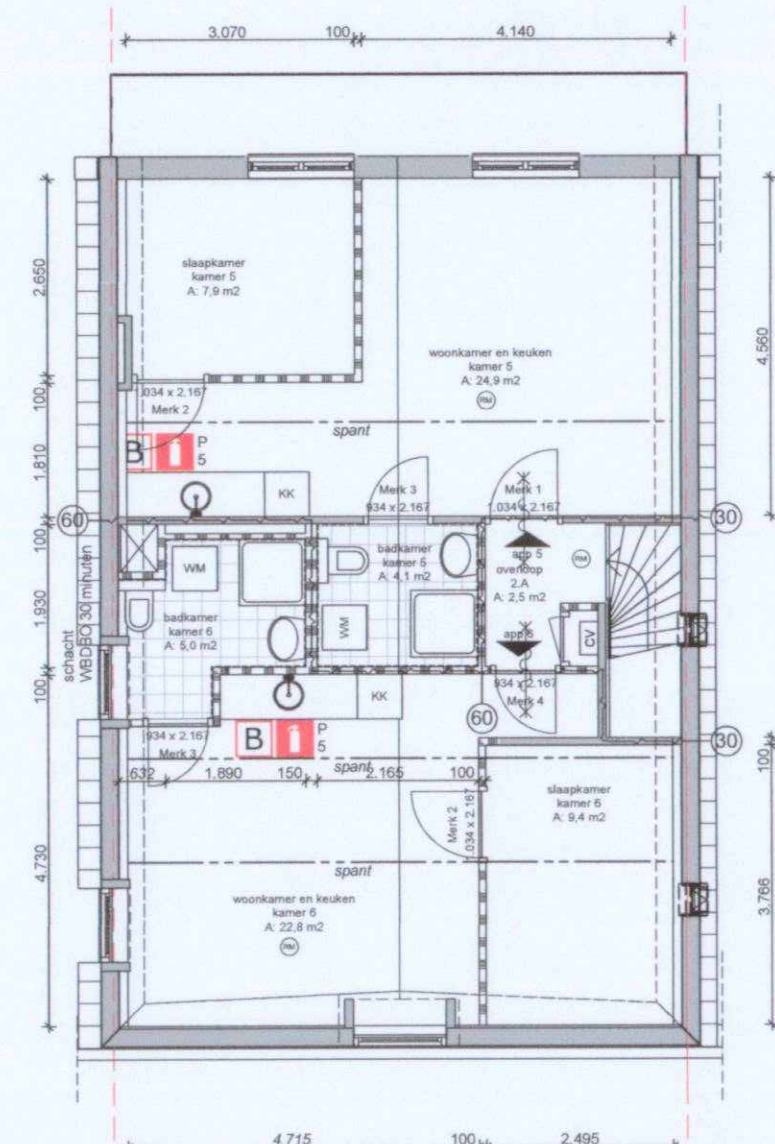 3.070
100
4.140
2.650
100
1.810
100
1.930
100
4.730
4.560
100
3.766
slaapkamer
kamer 5
A: 7,9 m2
woonkamer en keuken
kamer 5
A: 24,9 m2
RM
.034 x 2.167
Merk 2
spant
B
P
5
KK
Merk 3
934 x 2.167
Merk 1
1.034 x 2.167
60
30
schacht
WBDBO 30 minuten
WM
badkamer
kamer 6
A: 5,0 m2
badkamer
kamer 5
A: 4,1 m2
WM
app 5
overloop
2.A
A: 2,5 m2
RM
app 6
CV
KK
934 x 2.167
Merk 4
60
30
B
P
5
934 x 2.167
Merk 3
632
1.890
150
spant
2.165
100
Merk 2
.034 x 2.167
slaapkamer
kamer 6
A: 9,4 m2
spant
woonkamer en keuken
kamer 6
A: 22,8 m2
RM
4.715
100
2.495